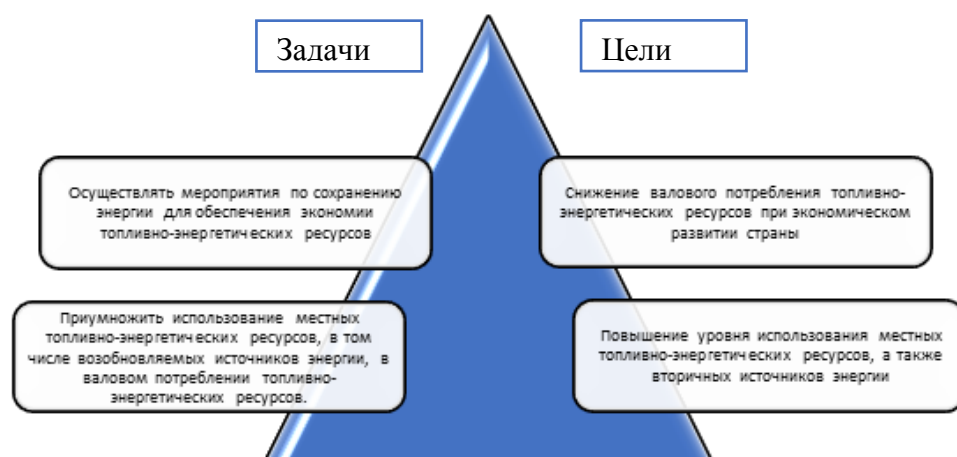 Задачи
Цели
Осуществлять мероприятия по сохранению
энергии для обеспечения экономии
топливно-энергетических ресурсов
Снижение валового потребления топливно-
энергетических ресурсов при экономическом
развитии страны
Приумножить использование местных
топливно-энергетических ресурсов, в том
числе возобновляемых источников энергии, в
валовом потреблении топливно-
энергетических ресурсов.
Повышение уровня использования местных
топливно-энергетических ресурсов, а также
вторичных источников энергии